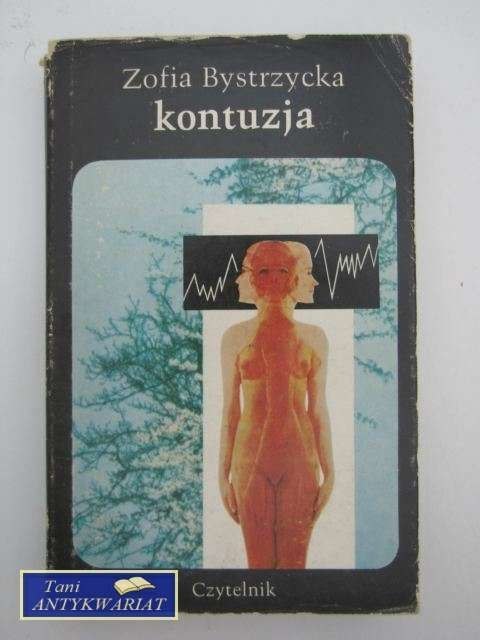 Zofia Bystrzycka
kontuzja
Czytelnik
Tani
ANTYKWARIAT